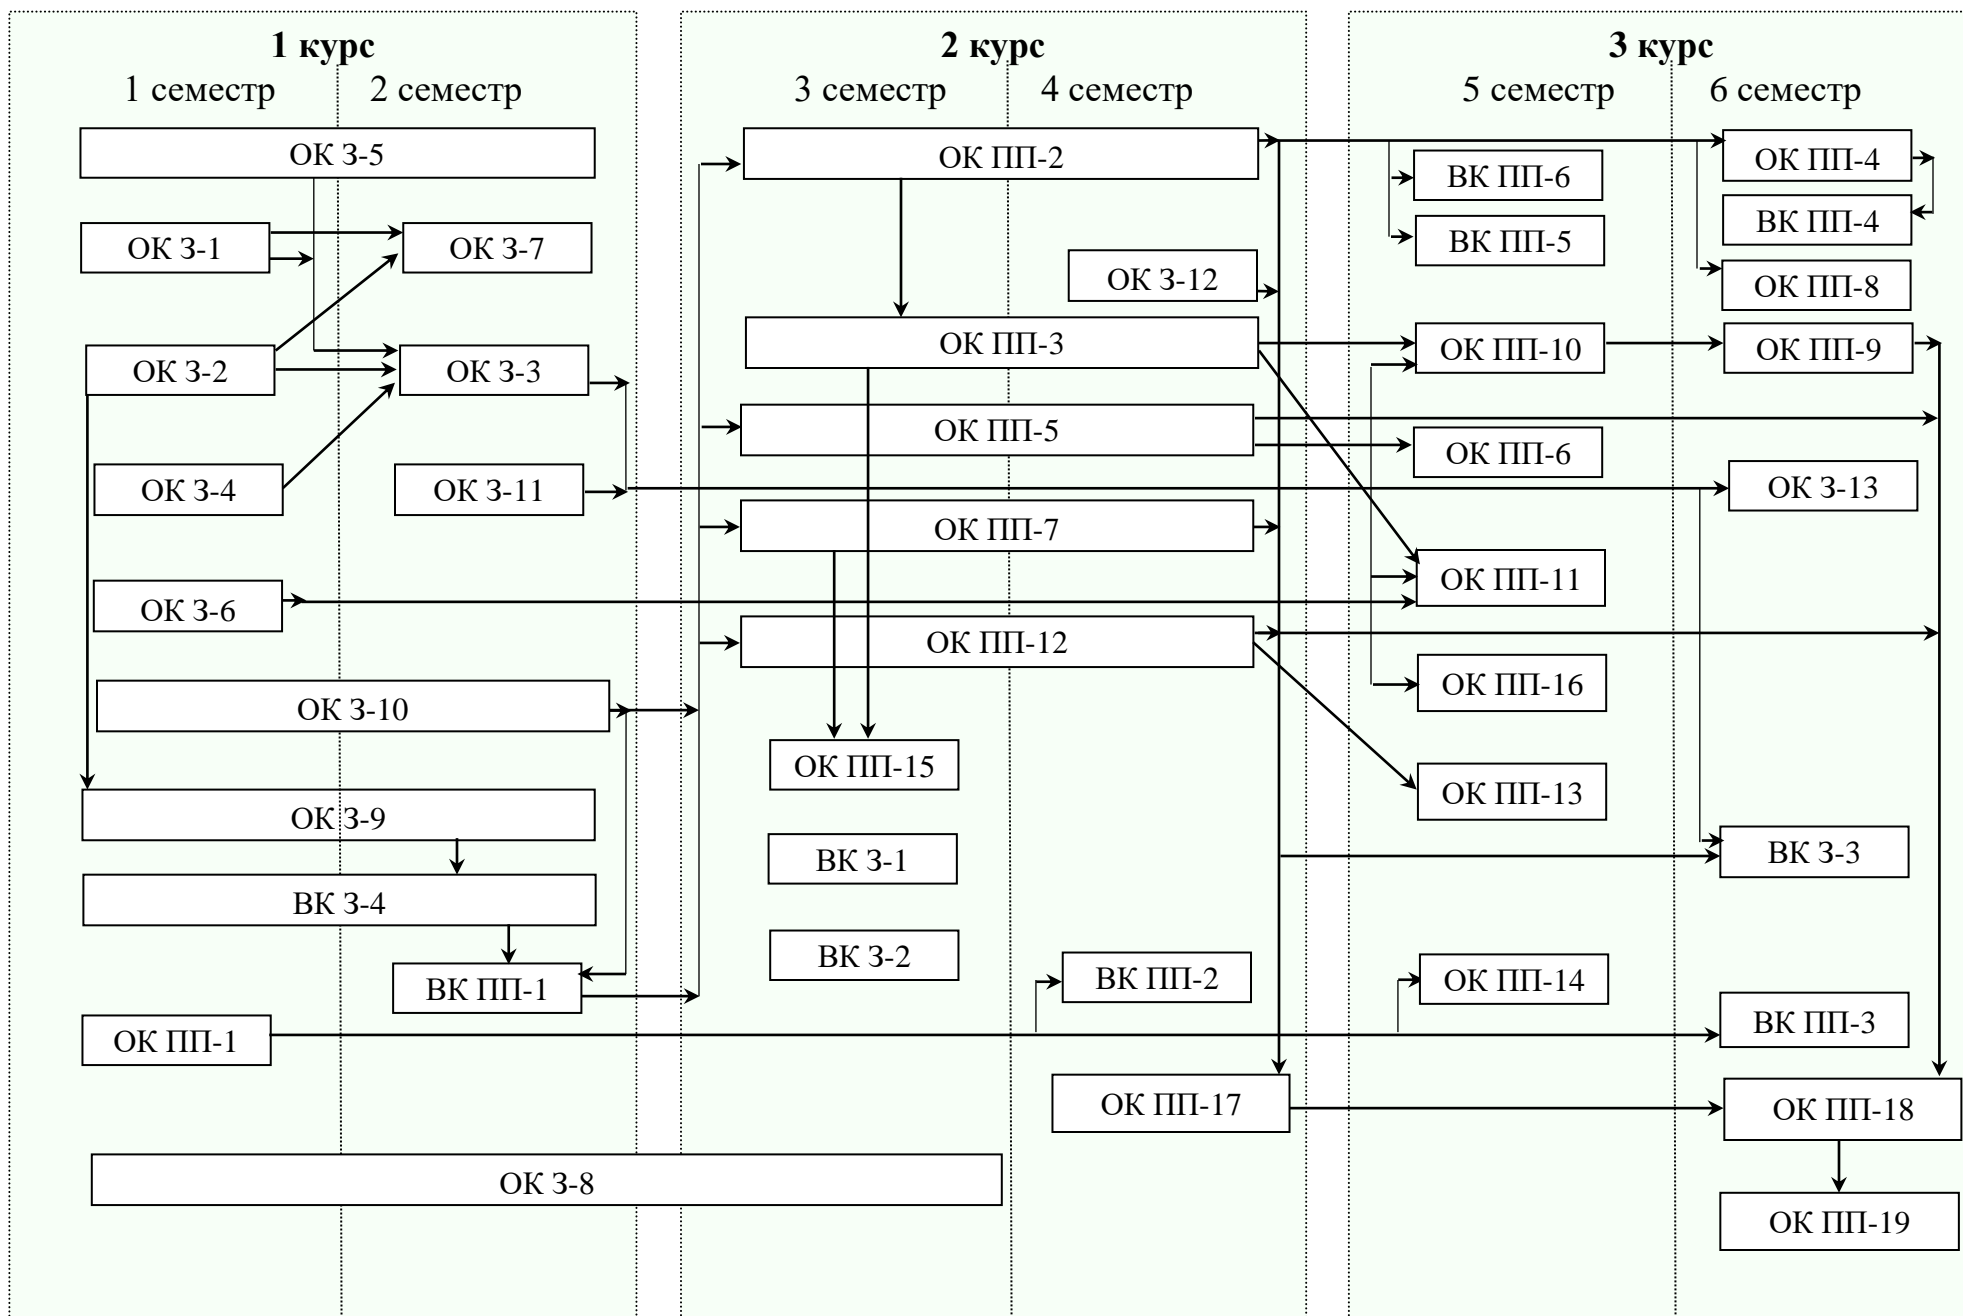 1 курс
1 семестр
2 семестр
ОК З-5
ОК З-1
ОК З-7
ОК З-2
ОК З-3
ОК З-4
ОК З-11
ОК З-6
ОК З-10
ОК З-9
ВК З-4
ВК ПП-1
ОК ПП-1
ОК З-8
2 курс
3 семестр
4 семестр
ОК ПП-2
ОК З-12
ОК ПП-3
ОК ПП-5
ОК ПП-7
ОК ПП-12
ОК ПП-15
ВК З-1
ВК З-2
ВК ПП-2
ОК ПП-17
3 курс
5 семестр
6 семестр
ОК ПП-4
ВК ПП-6
ВК ПП-4
ВК ПП-5
ОК ПП-8
ОК ПП-10
ОК ПП-9
ОК ПП-6
ОК З-13
ОК ПП-11
ОК ПП-16
ОК ПП-13
ВК З-3
ОК ПП-14
ВК ПП-3
ОК ПП-18
ОК ПП-19